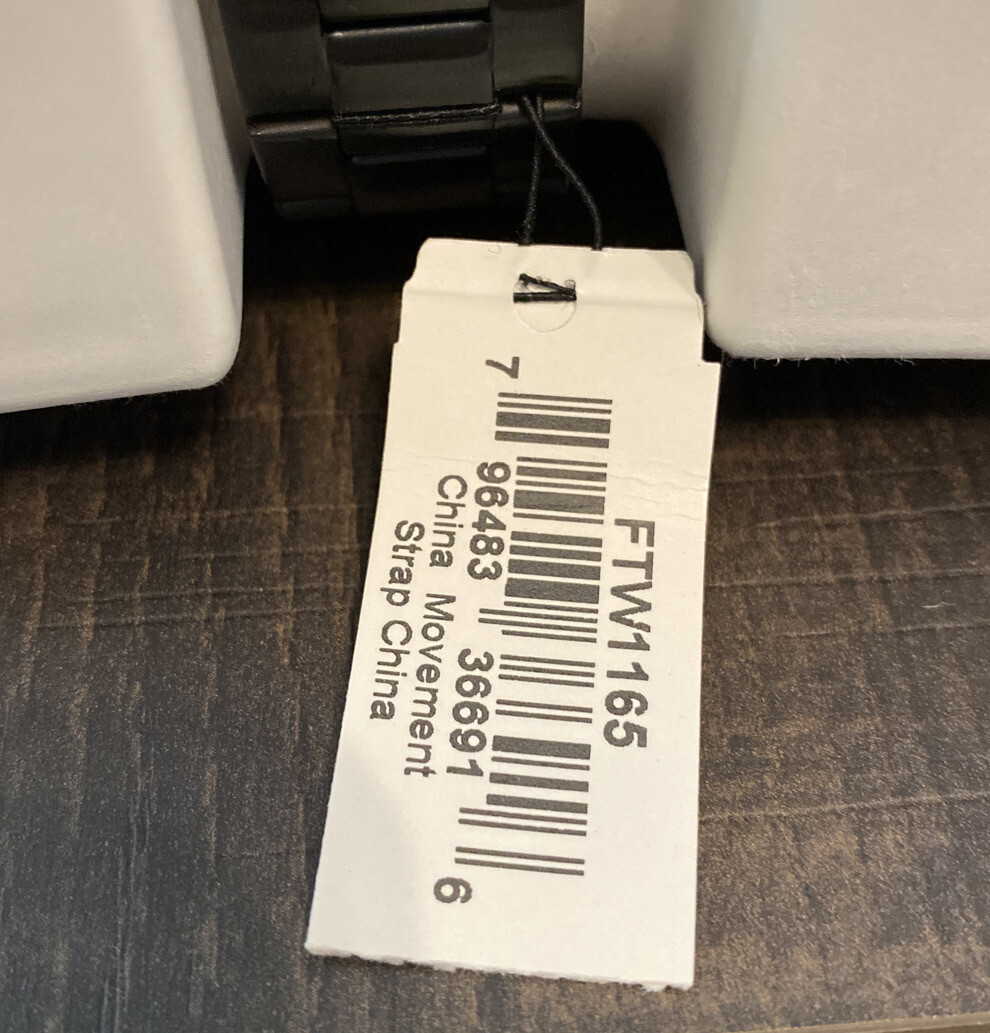 FTW1165
7 96483 36691 6
China Movement
Strap China